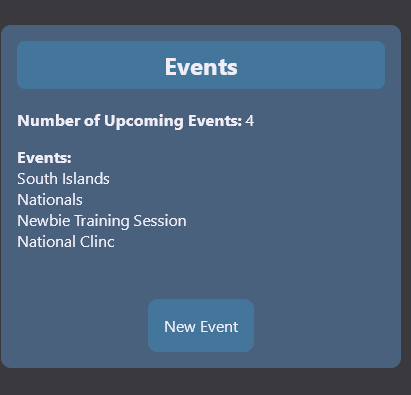 Events
Number of Upcoming Events: 4
Events:
South Islands
Nationals
Newbie Training Session
National Clinc
New Event